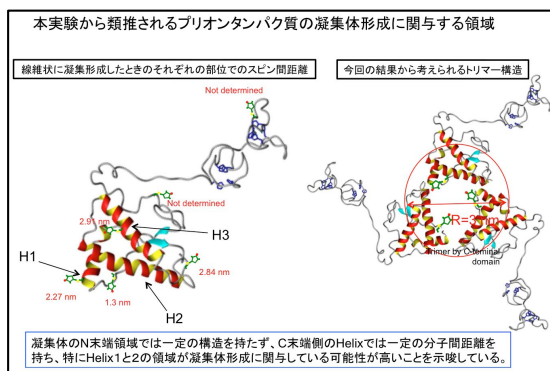 本実験から類推されるプリオンタンパク質の凝集体形成に関与する領域
線維状に凝集形成したときのそれぞれの部位でのスピン間距離
今回の結果から考えられるトリマー構造
Not determined
Not determined
2.91 nm
H3
H1
2.84 nm
2.27 nm
1.3 nm
H2
Trimer by C-teminal
domain
凝集体のN末端領域では一定の構造を持たず、C末端側のHelixでは一定の分子間距離を
持ち、特にHelix1と2の領域が凝集体形成に関与している可能性が高いことを示唆している。